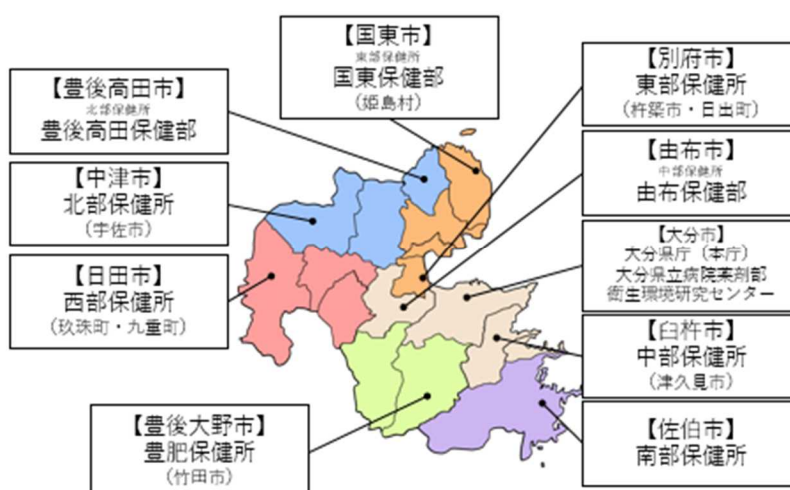 【国東市】
東部保健所
国東保健部
(姫島村)
【別府市】
東部保健所
(杵築市・日出町)
【豊後高田市】
北部保健所
豊後高田保健部
【由布市】
中部保健所
由布保健部
【中津市】
北部保健所
(宇佐市)
【大分市】
大分県庁（本庁）
大分県立病院薬剤部
衛生環境研究センター
【日田市】
西部保健所
(玖珠町・九重町)
【臼杵市】
中部保健所
(津久見市)
【豊後大野市】
豊肥保健所
(竹田市)
【佐伯市】
南部保健所